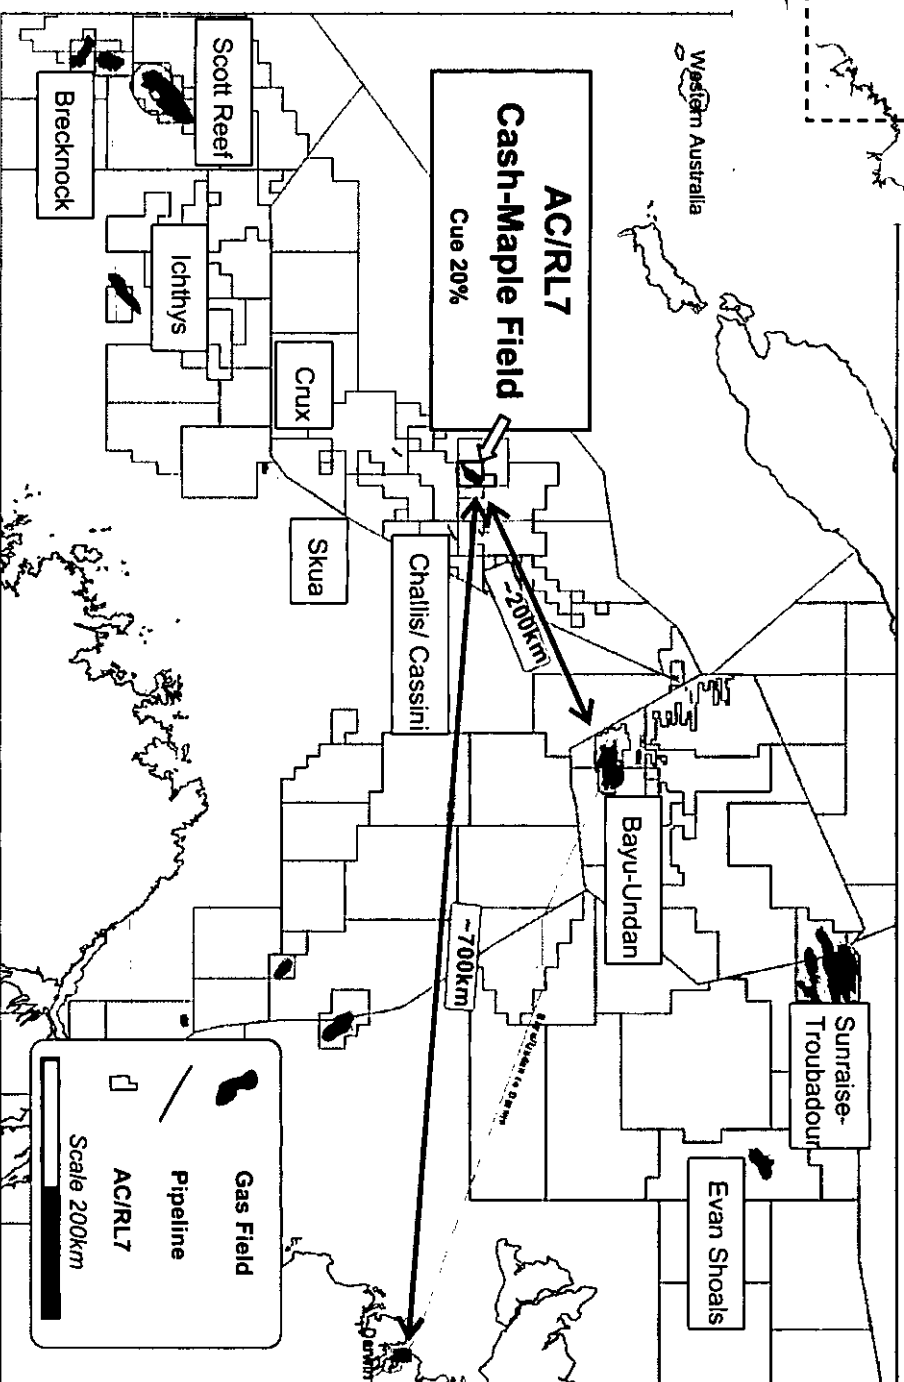 Western Australia
AC/RL7
Cash-Maple Field
Cue 20%
Scott Reef
Brecknock
Ichthys
Crux
Skua
Challis/ Cassini
~200km
~700km
Bayu-Undan
Sunraise-
Troubadour
Evan Shoals
Darwin
Gas Field
Pipeline
AC/RL7
Scale 200km